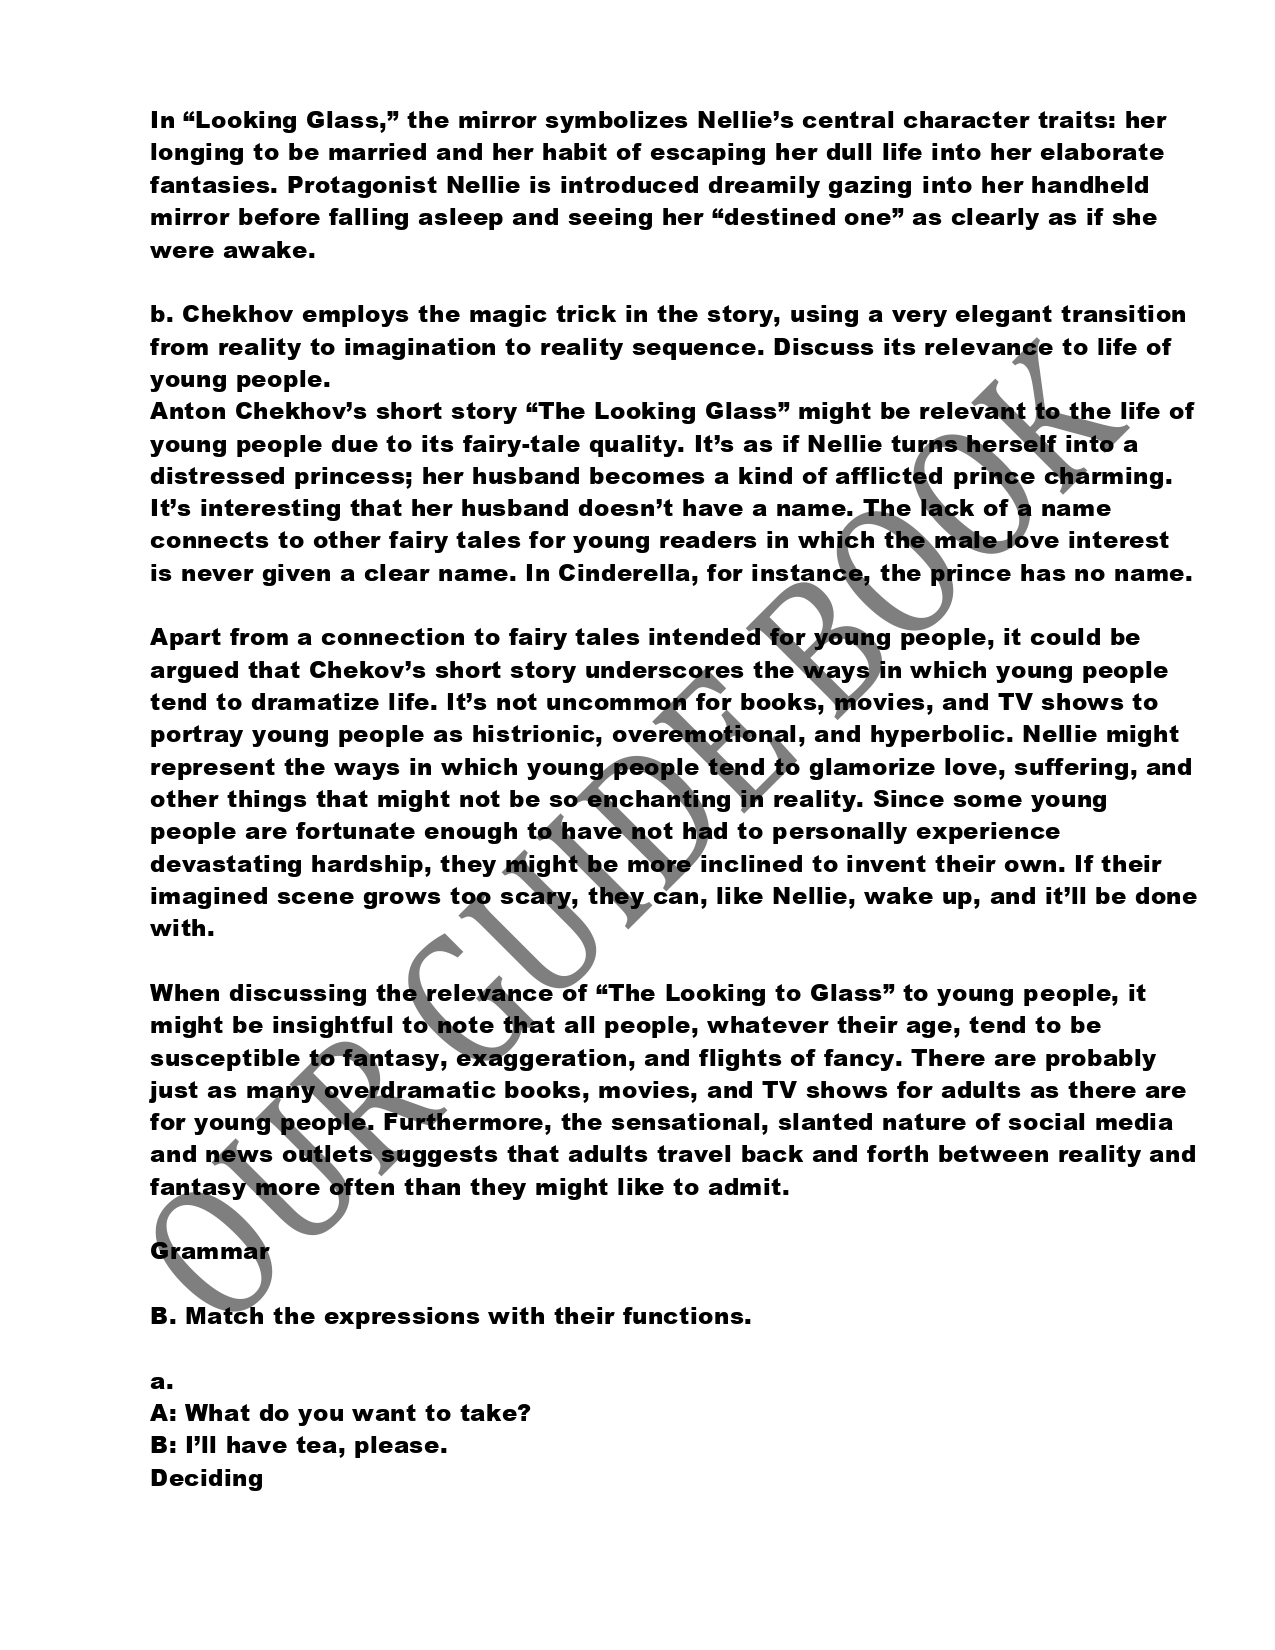 In “Looking Glass,” the mirror symbolizes Nellie’s central character traits: her
longing to be married and her habit of escaping her dull life into her elaborate
fantasies. Protagonist Nellie is introduced dreamily gazing into her handheld
mirror before falling asleep and seeing her “destined one” as clearly as if she
were awake.
b. Chekhov employs the magic trick in the story, using a very elegant transition
from reality to imagination to reality sequence. Discuss its relevance to life of
young people.
Anton Chekhov’s short story “The Looking Glass” might be relevant to the life of
young people due to its fairy-tale quality. It’s as if Nellie turns herself into a
distressed princess; her husband becomes a kind of afflicted prince charming.
It’s interesting that her husband doesn’t have a name. The lack of a name
connects to other fairy tales for young readers in which the male love interest
is never given a clear name. In Cinderella, for instance, the prince has no name.
Apart from a connection to fairy tales intended for young people, it could be
argued that Chekov’s short story underscores the ways in which young people
tend to dramatize life. It’s not uncommon for books, movies, and TV shows to
portray young people as histrionic, overemotional, and hyperbolic. Nellie might
represent the ways in which young people tend to glamorize love, suffering, and
other things that might not be so enchanting in reality. Since some young
people are fortunate enough to have not had to personally experience
devastating hardship, they might be more inclined to invent their own. If their
imagined scene grows too scary, they can, like Nellie, wake up, and it’ll be done
with.
When discussing the relevance of “The Looking to Glass” to young people, it
might be insightful to note that all people, whatever their age, tend to be
susceptible to fantasy, exaggeration, and flights of fancy. There are probably
just as many overdramatic books, movies, and TV shows for adults as there are
for young people. Furthermore, the sensational, slanted nature of social media
and news outlets suggests that adults travel back and forth between reality and
fantasy more often than they might like to admit.
Grammar
B. Match the expressions with their functions.
a.
A: What do you want to take?
B: I’ll have tea, please.
Deciding
OUR GUIDE BOOK